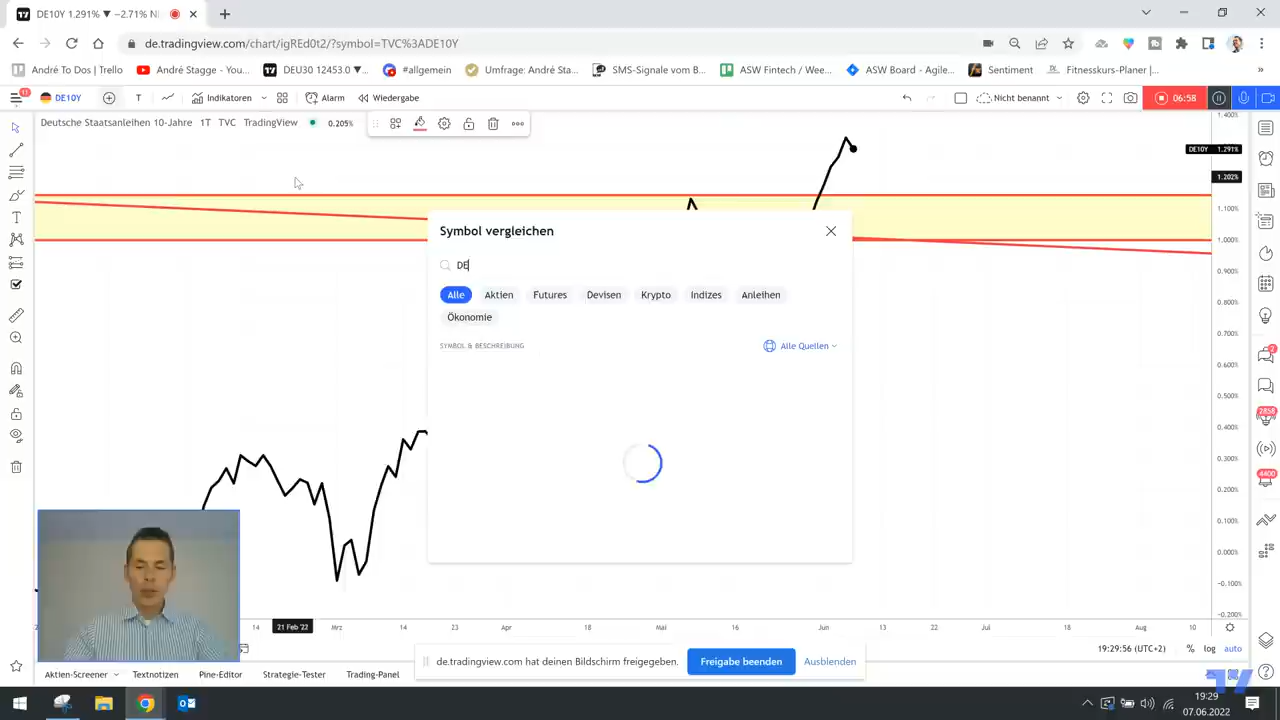 DE10Y 1.291% ▼ −2.71% N
de.tradingview.com/chart/igREd0t2/?symbol=TVC%3ADE10Y
André To Dos | Trello
André Stagge - You...
DEU30 12453.0 ▼...
#allgemein
Umfrage: André Sta...
SMS-Signale vom B...
ASW Fintech / Wee...
ASW Board - Agile...
Sentiment
Fitnesskurs-Planer |...
»
11
DE10Y
T
Indikatoren
Alarm
Wiedergabe
Nicht benannt
06:58
Deutsche Staatsanleihen 10-Jahre
1T
TVC
TradingView
0.205%
1.400%
DE10Y 1.291%
1.202%
1.100%
1.000%
0.900%
0.800%
0.700%
0.600%
0.500%
0.400%
0.300%
0.200%
0.100%
0.000%
-0.100%
-0.200%
Symbol vergleichen
DE
Alle
Aktien
Futures
Devisen
Krypto
Indizes
Anleihen
Ökonomie
SYMBOL & BESCHREIBUNG
Alle Quellen
2
2858
4400
14
21 Feb '22
Mrz
14
23
Apr
18
Mai
16
Jun
13
22
Jul
18
Aug
10
19:29:56 (UTC+2)
%
log
auto
de.tradingview.com hat deinen Bildschirm freigegeben.
Freigabe beenden
Ausblenden
Aktien-Screener
Textnotizen
Pine-Editor
Strategie-Tester
Trading-Panel
19:29
07.06.2022